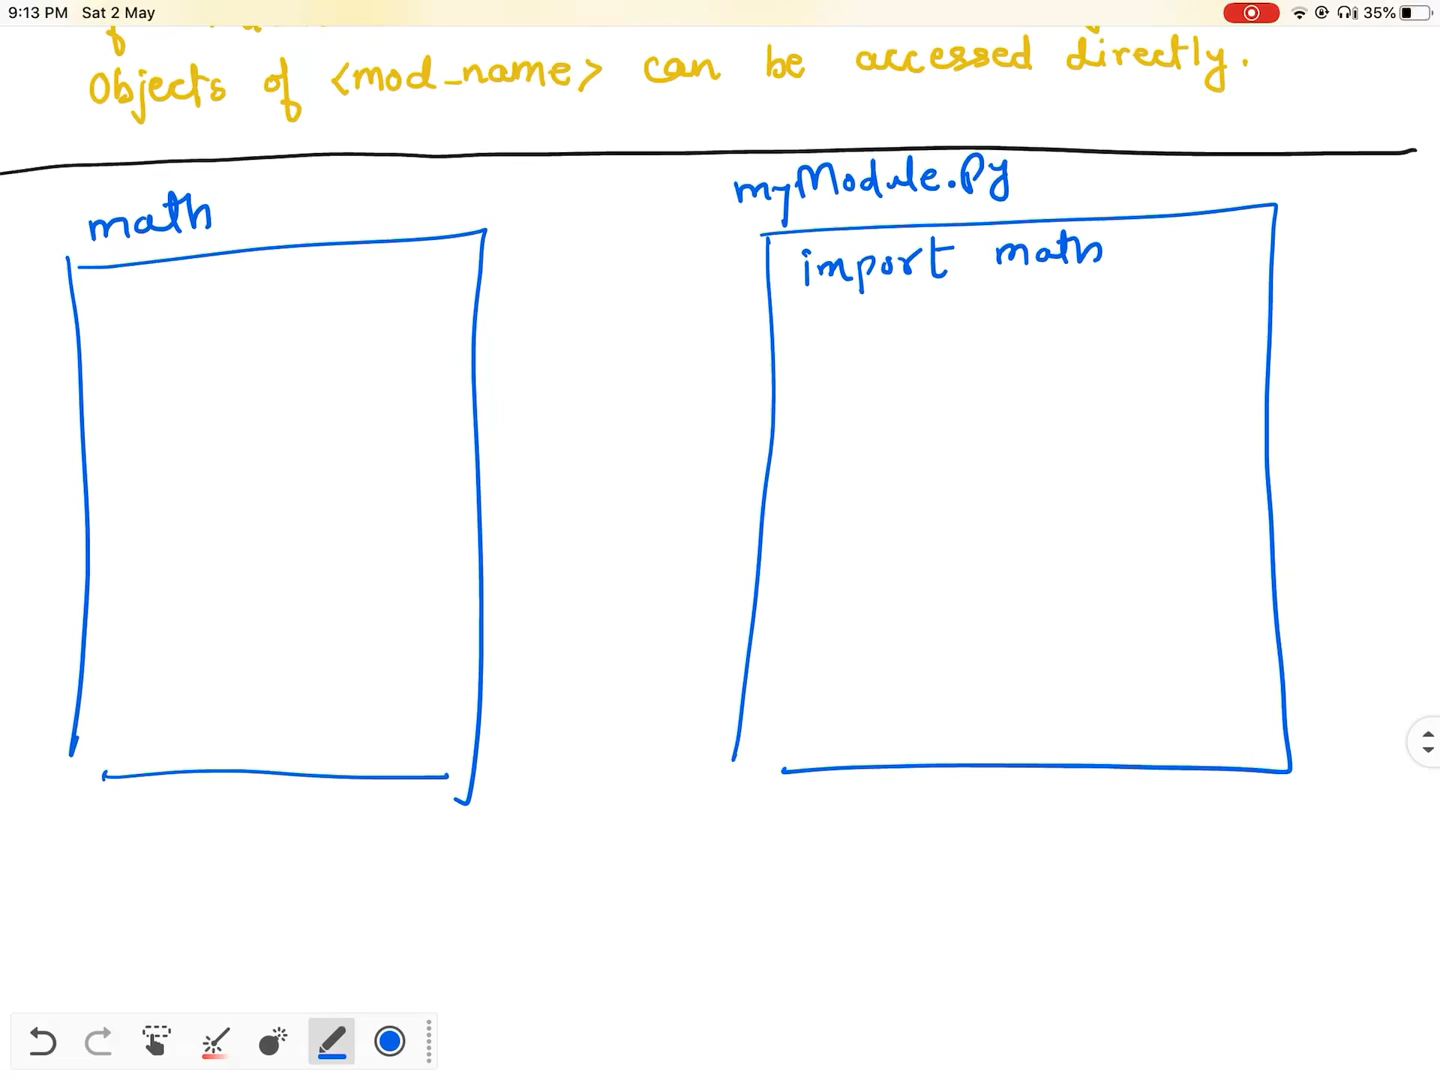 9:13 PM Sat 2 May 35%
Objects of <mod_name> can be accessed directly.
math
myModule.Py
import math